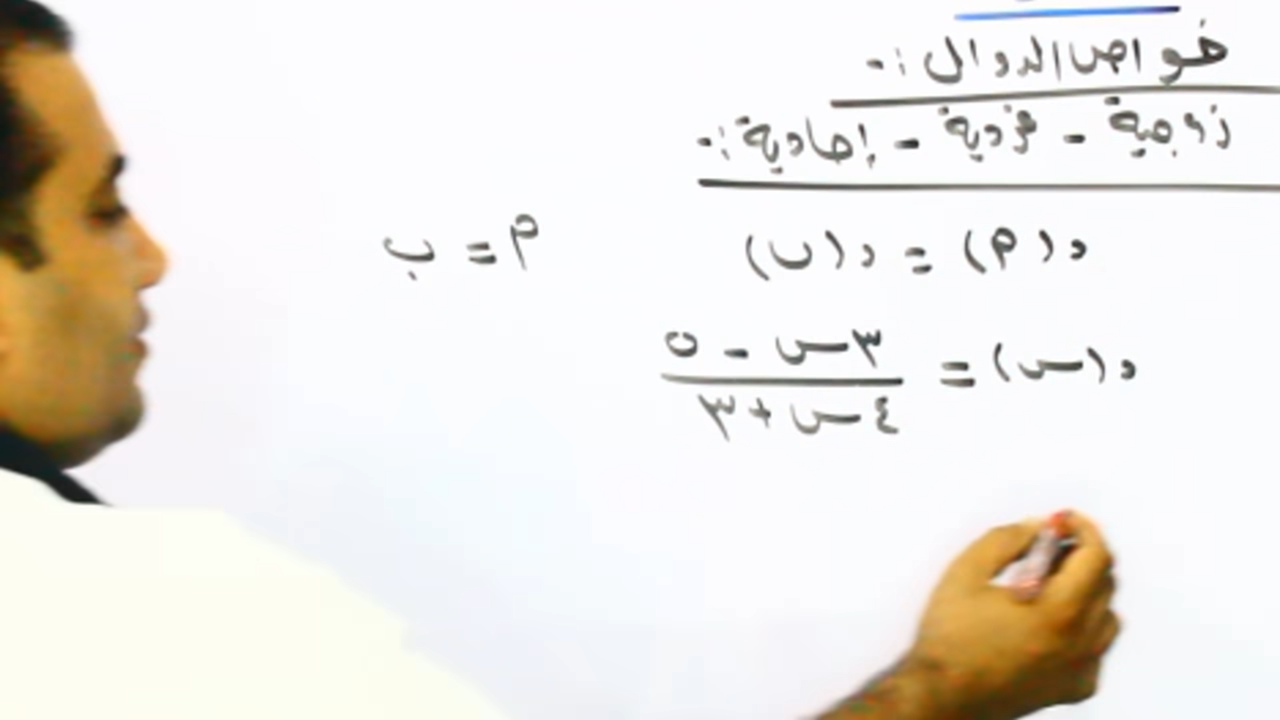 خواص الدوال :-
زوجية - فردية - إحادية :-
د(م) = د(ب) م = ب
د(س) = ٣س - ٥ / ٤س + ٣